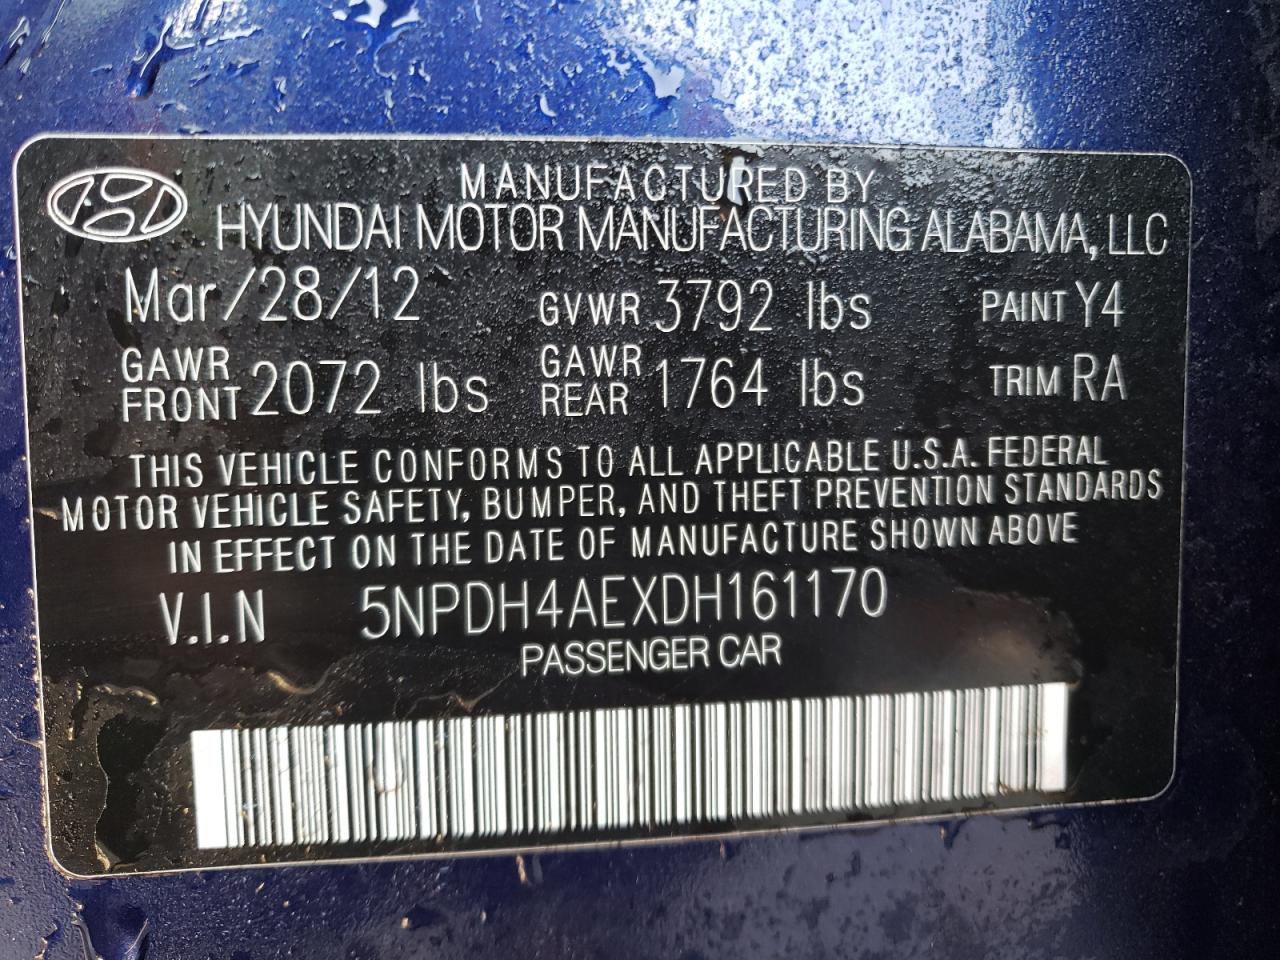 MANUFACTURED BY
HYUNDAI MOTOR MANUFACTURING ALABAMA, LLC
Mar/28/12 GVWR 3792 lbs PAINT Y4
GAWR FRONT 2072 lbs GAWR REAR 1764 lbs TRIM RA
THIS VEHICLE CONFORMS TO ALL APPLICABLE U.S.A. FEDERAL
MOTOR VEHICLE SAFETY, BUMPER, AND THEFT PREVENTION STANDARDS
IN EFFECT ON THE DATE OF MANUFACTURE SHOWN ABOVE
V.I.N 5NPDH4AEXDH161170
PASSENGER CAR